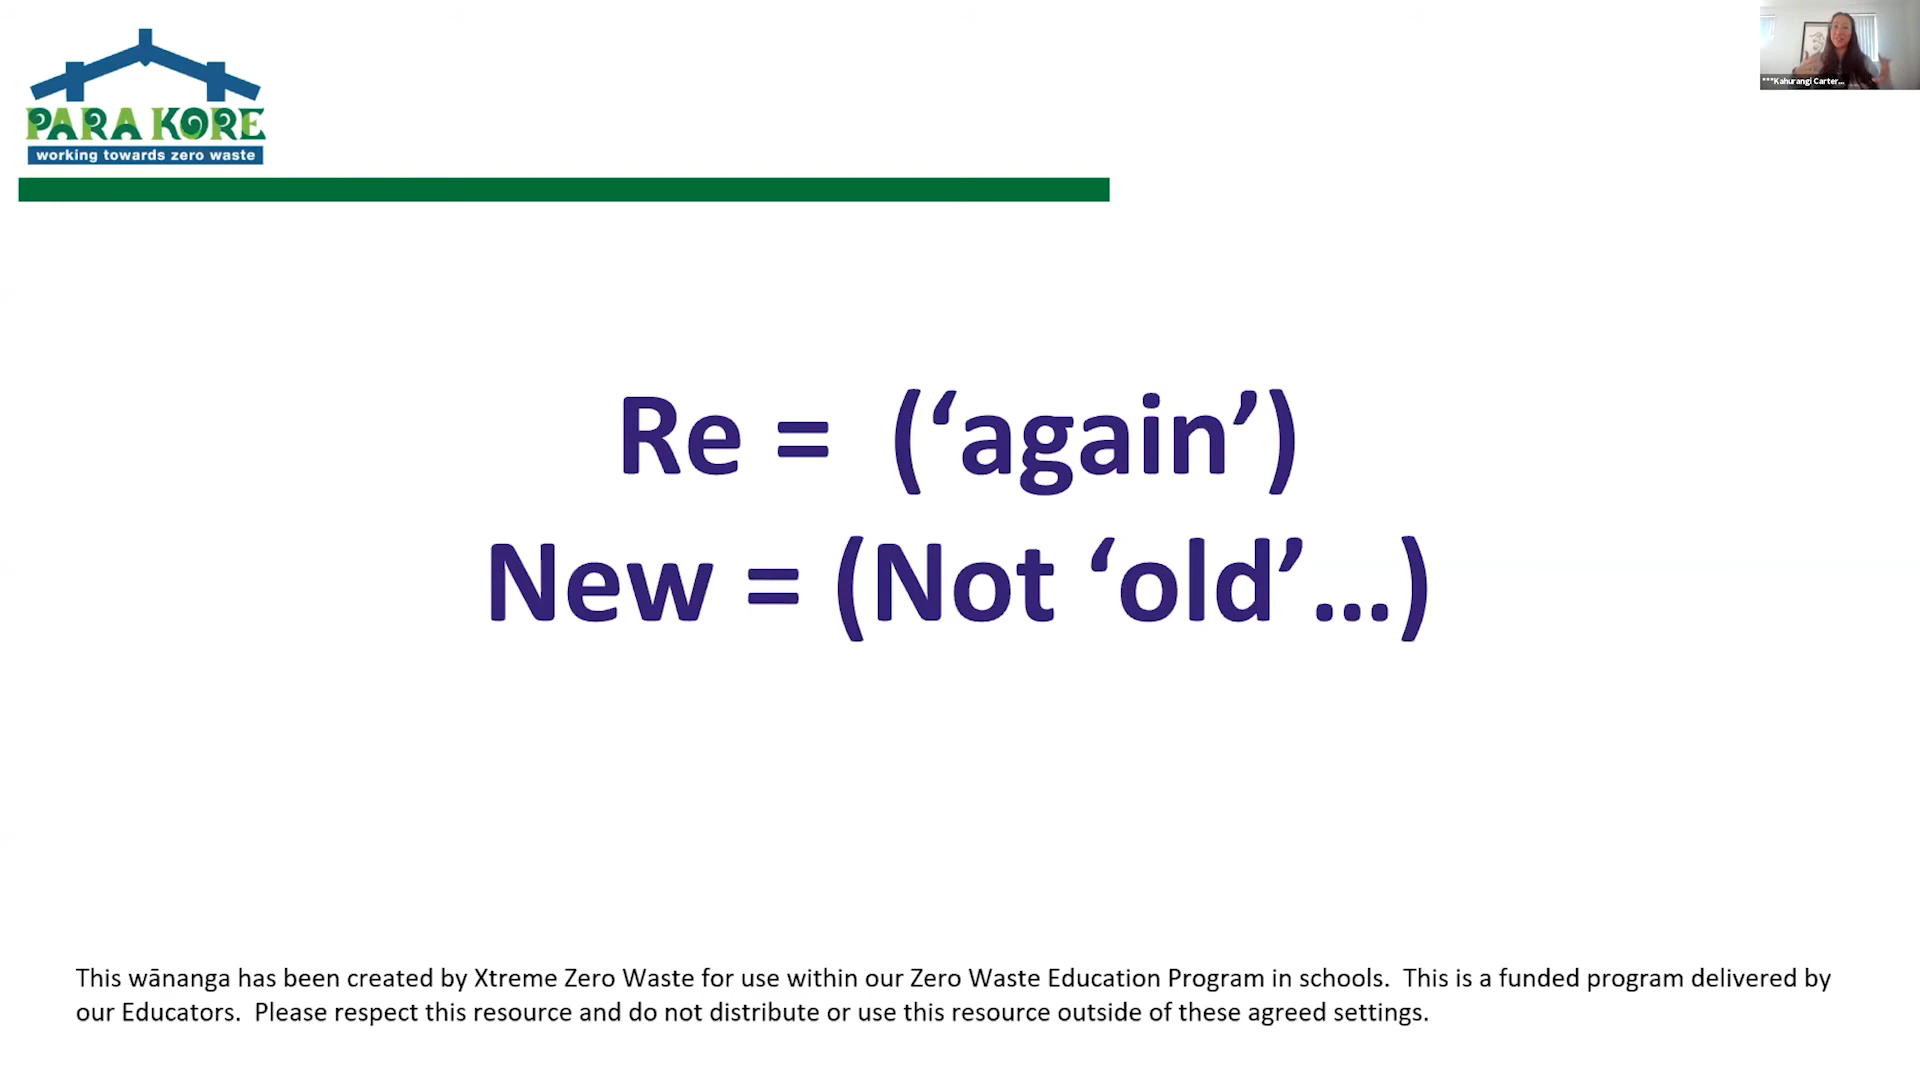 PARA KORE
working towards zero waste
***Kahurangi Carter...
Re = (‘again’)
New = (Not ‘old’...)
This wānanga has been created by Xtreme Zero Waste for use within our Zero Waste Education Program in schools. This is a funded program delivered by
our Educators. Please respect this resource and do not distribute or use this resource outside of these agreed settings.